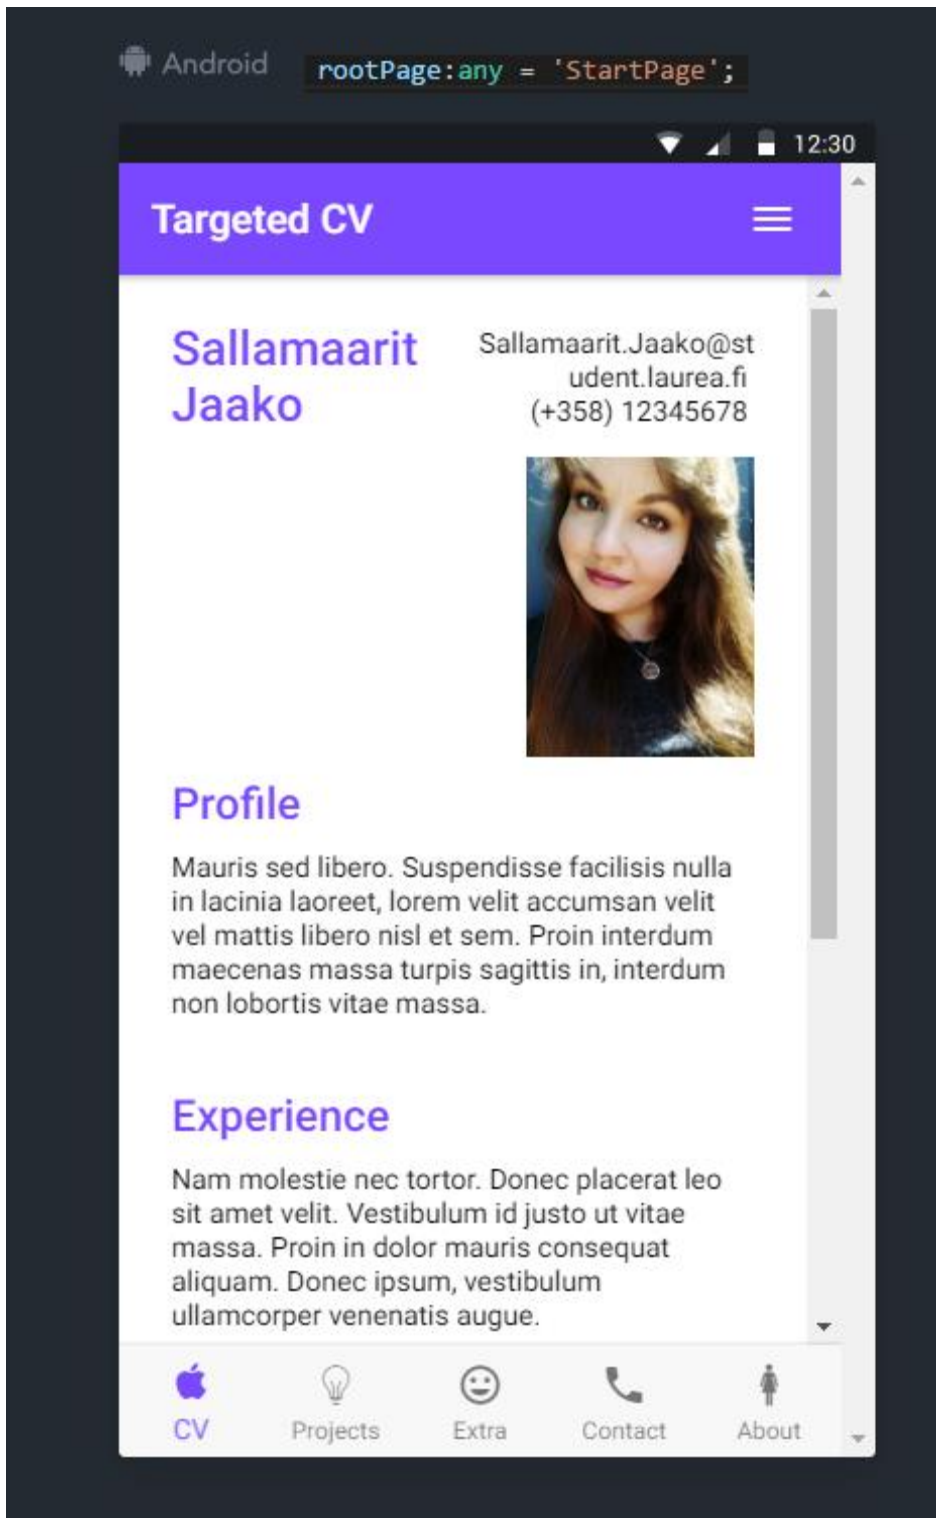 Android rootPage:any = 'StartPage';
12:30
Targeted CV
Sallamaarit
Jaako
Sallamaarit.Jaako@st
udent.laurea.fi
(+358) 12345678
Profile
Mauris sed libero. Suspendisse facilisis nulla
in lacinia laoreet, lorem velit accumsan velit
vel mattis libero nisl et sem. Proin interdum
maecenas massa turpis sagittis in, interdum
non lobortis vitae massa.
Experience
Nam molestie nec tortor. Donec placerat leo
sit amet velit. Vestibulum id justo ut vitae
massa. Proin in dolor mauris consequat
aliquam. Donec ipsum, vestibulum
ullamcorper venenatis augue.
CV Projects Extra Contact About